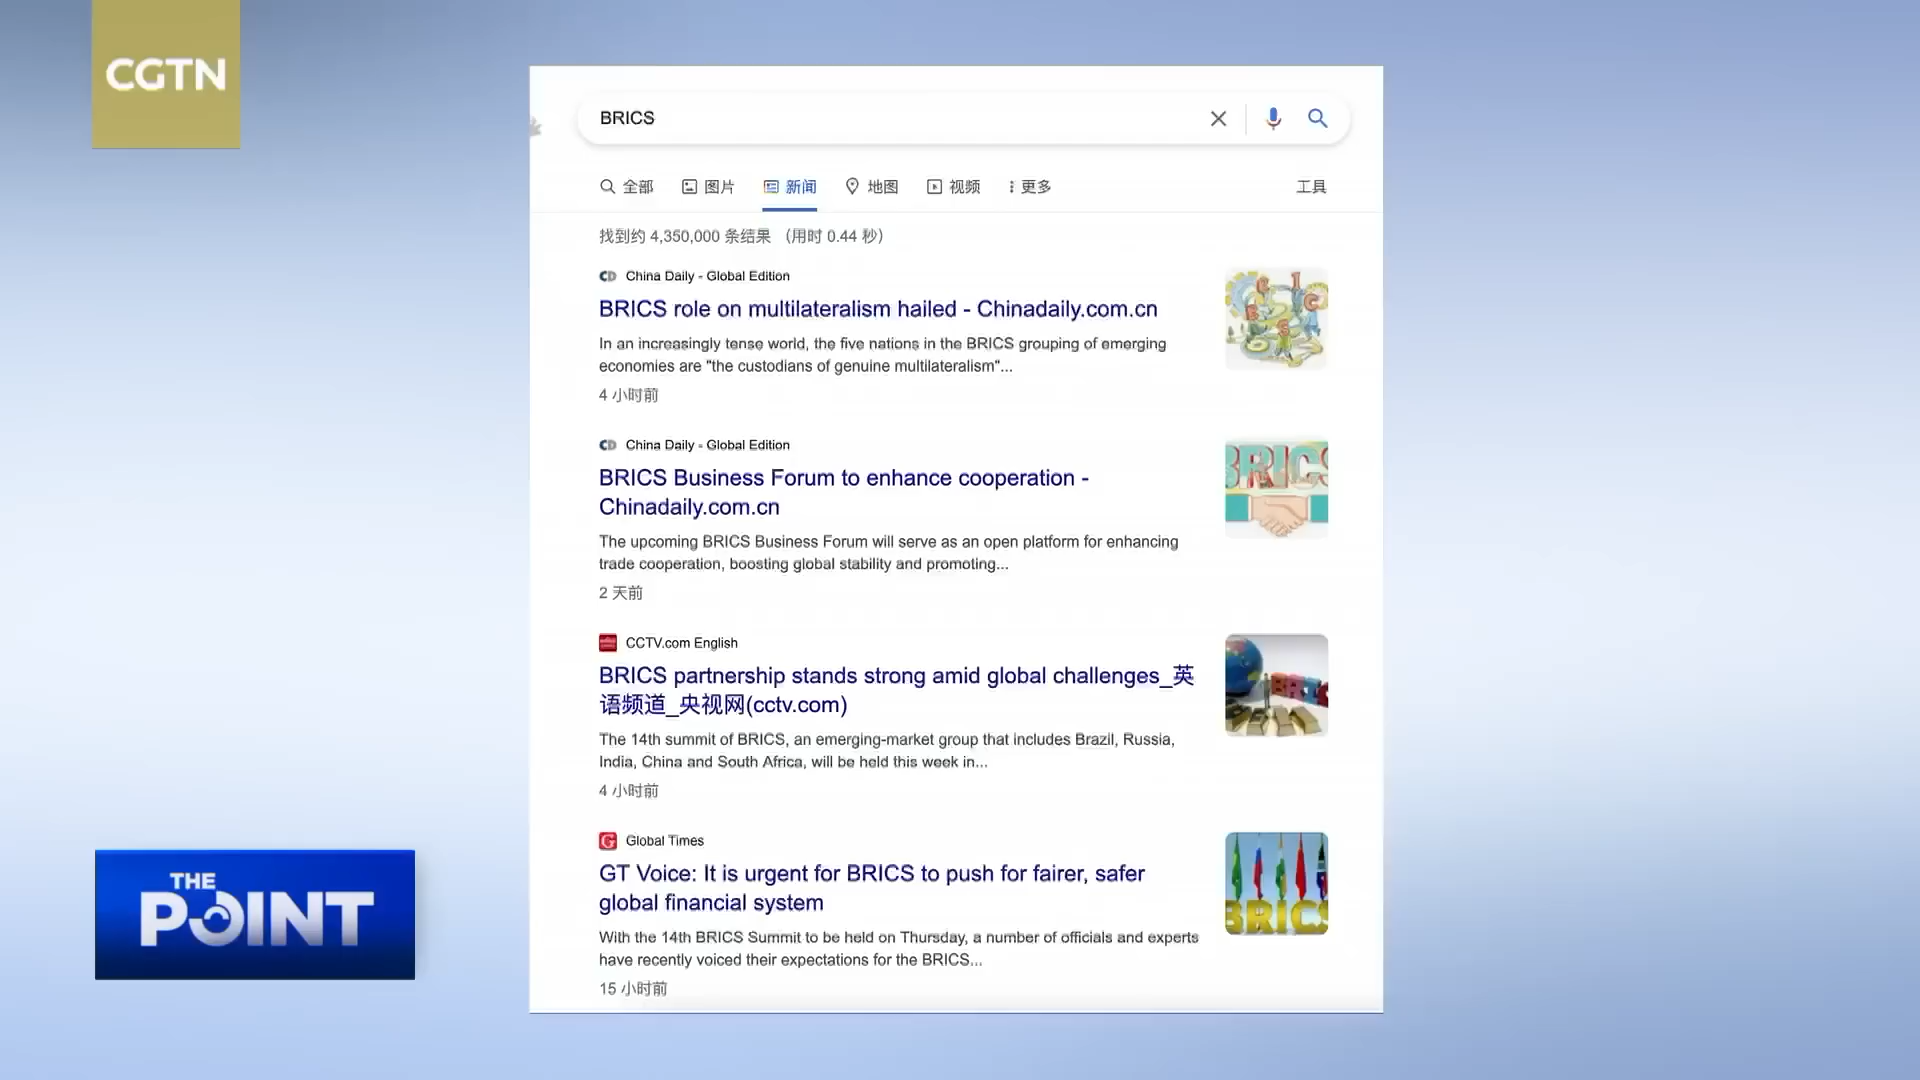 CGTN
BRICS
全部
图片
新闻
地图
视频
更多
工具
找到约 4,350,000 条结果 （用时 0.44 秒）
China Daily - Global Edition
BRICS role on multilateralism hailed - Chinadaily.com.cn
In an increasingly tense world, the five nations in the BRICS grouping of emerging
economies are "the custodians of genuine multilateralism"...
4 小时前
China Daily - Global Edition
BRICS Business Forum to enhance cooperation -
Chinadaily.com.cn
The upcoming BRICS Business Forum will serve as an open platform for enhancing
trade cooperation, boosting global stability and promoting...
2 天前
BRICS
CCTV.com English
BRICS partnership stands strong amid global challenges_英
语频道_央视网(cctv.com)
The 14th summit of BRICS, an emerging-market group that includes Brazil, Russia,
India, China and South Africa, will be held this week in...
4 小时前
Global Times
GT Voice: It is urgent for BRICS to push for fairer, safer
global financial system
With the 14th BRICS Summit to be held on Thursday, a number of officials and experts
have recently voiced their expectations for the BRICS...
15 小时前
BRICS
THE
POINT